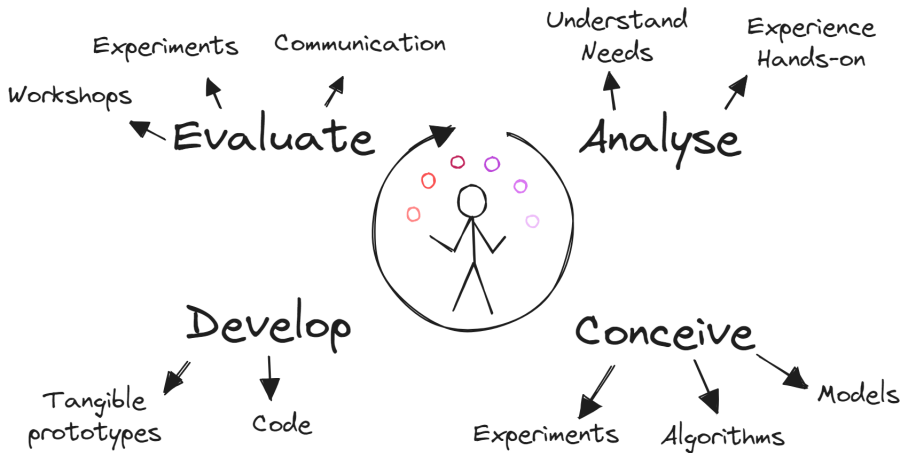 Experiments
Communication
Workshops
Evaluate
Understand
Needs
Experience
Hands-on
Analyse
Develop
Tangible
prototypes
Code
Conceive
Experiments
Algorithms
Models